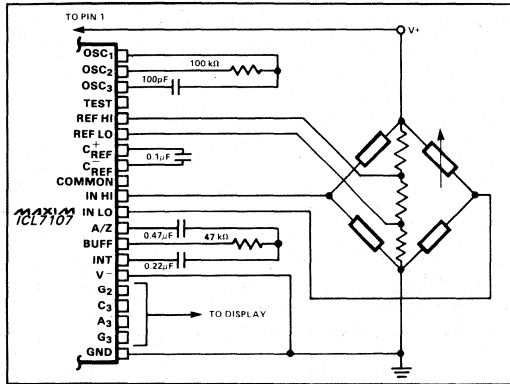 TO PIN 1
V+
OSC1
OSC2
100 kΩ
OSC3
100pF
TEST
REF HI
REF LO
C+REF
0.1μF
C-REF
COMMON
IN HI
MAXIM
ICL7107
IN LO
A/Z
0.47μF
BUFF
47 kΩ
INT
0.22μF
V-
G2
C3
A3
G3
TO DISPLAY
GND